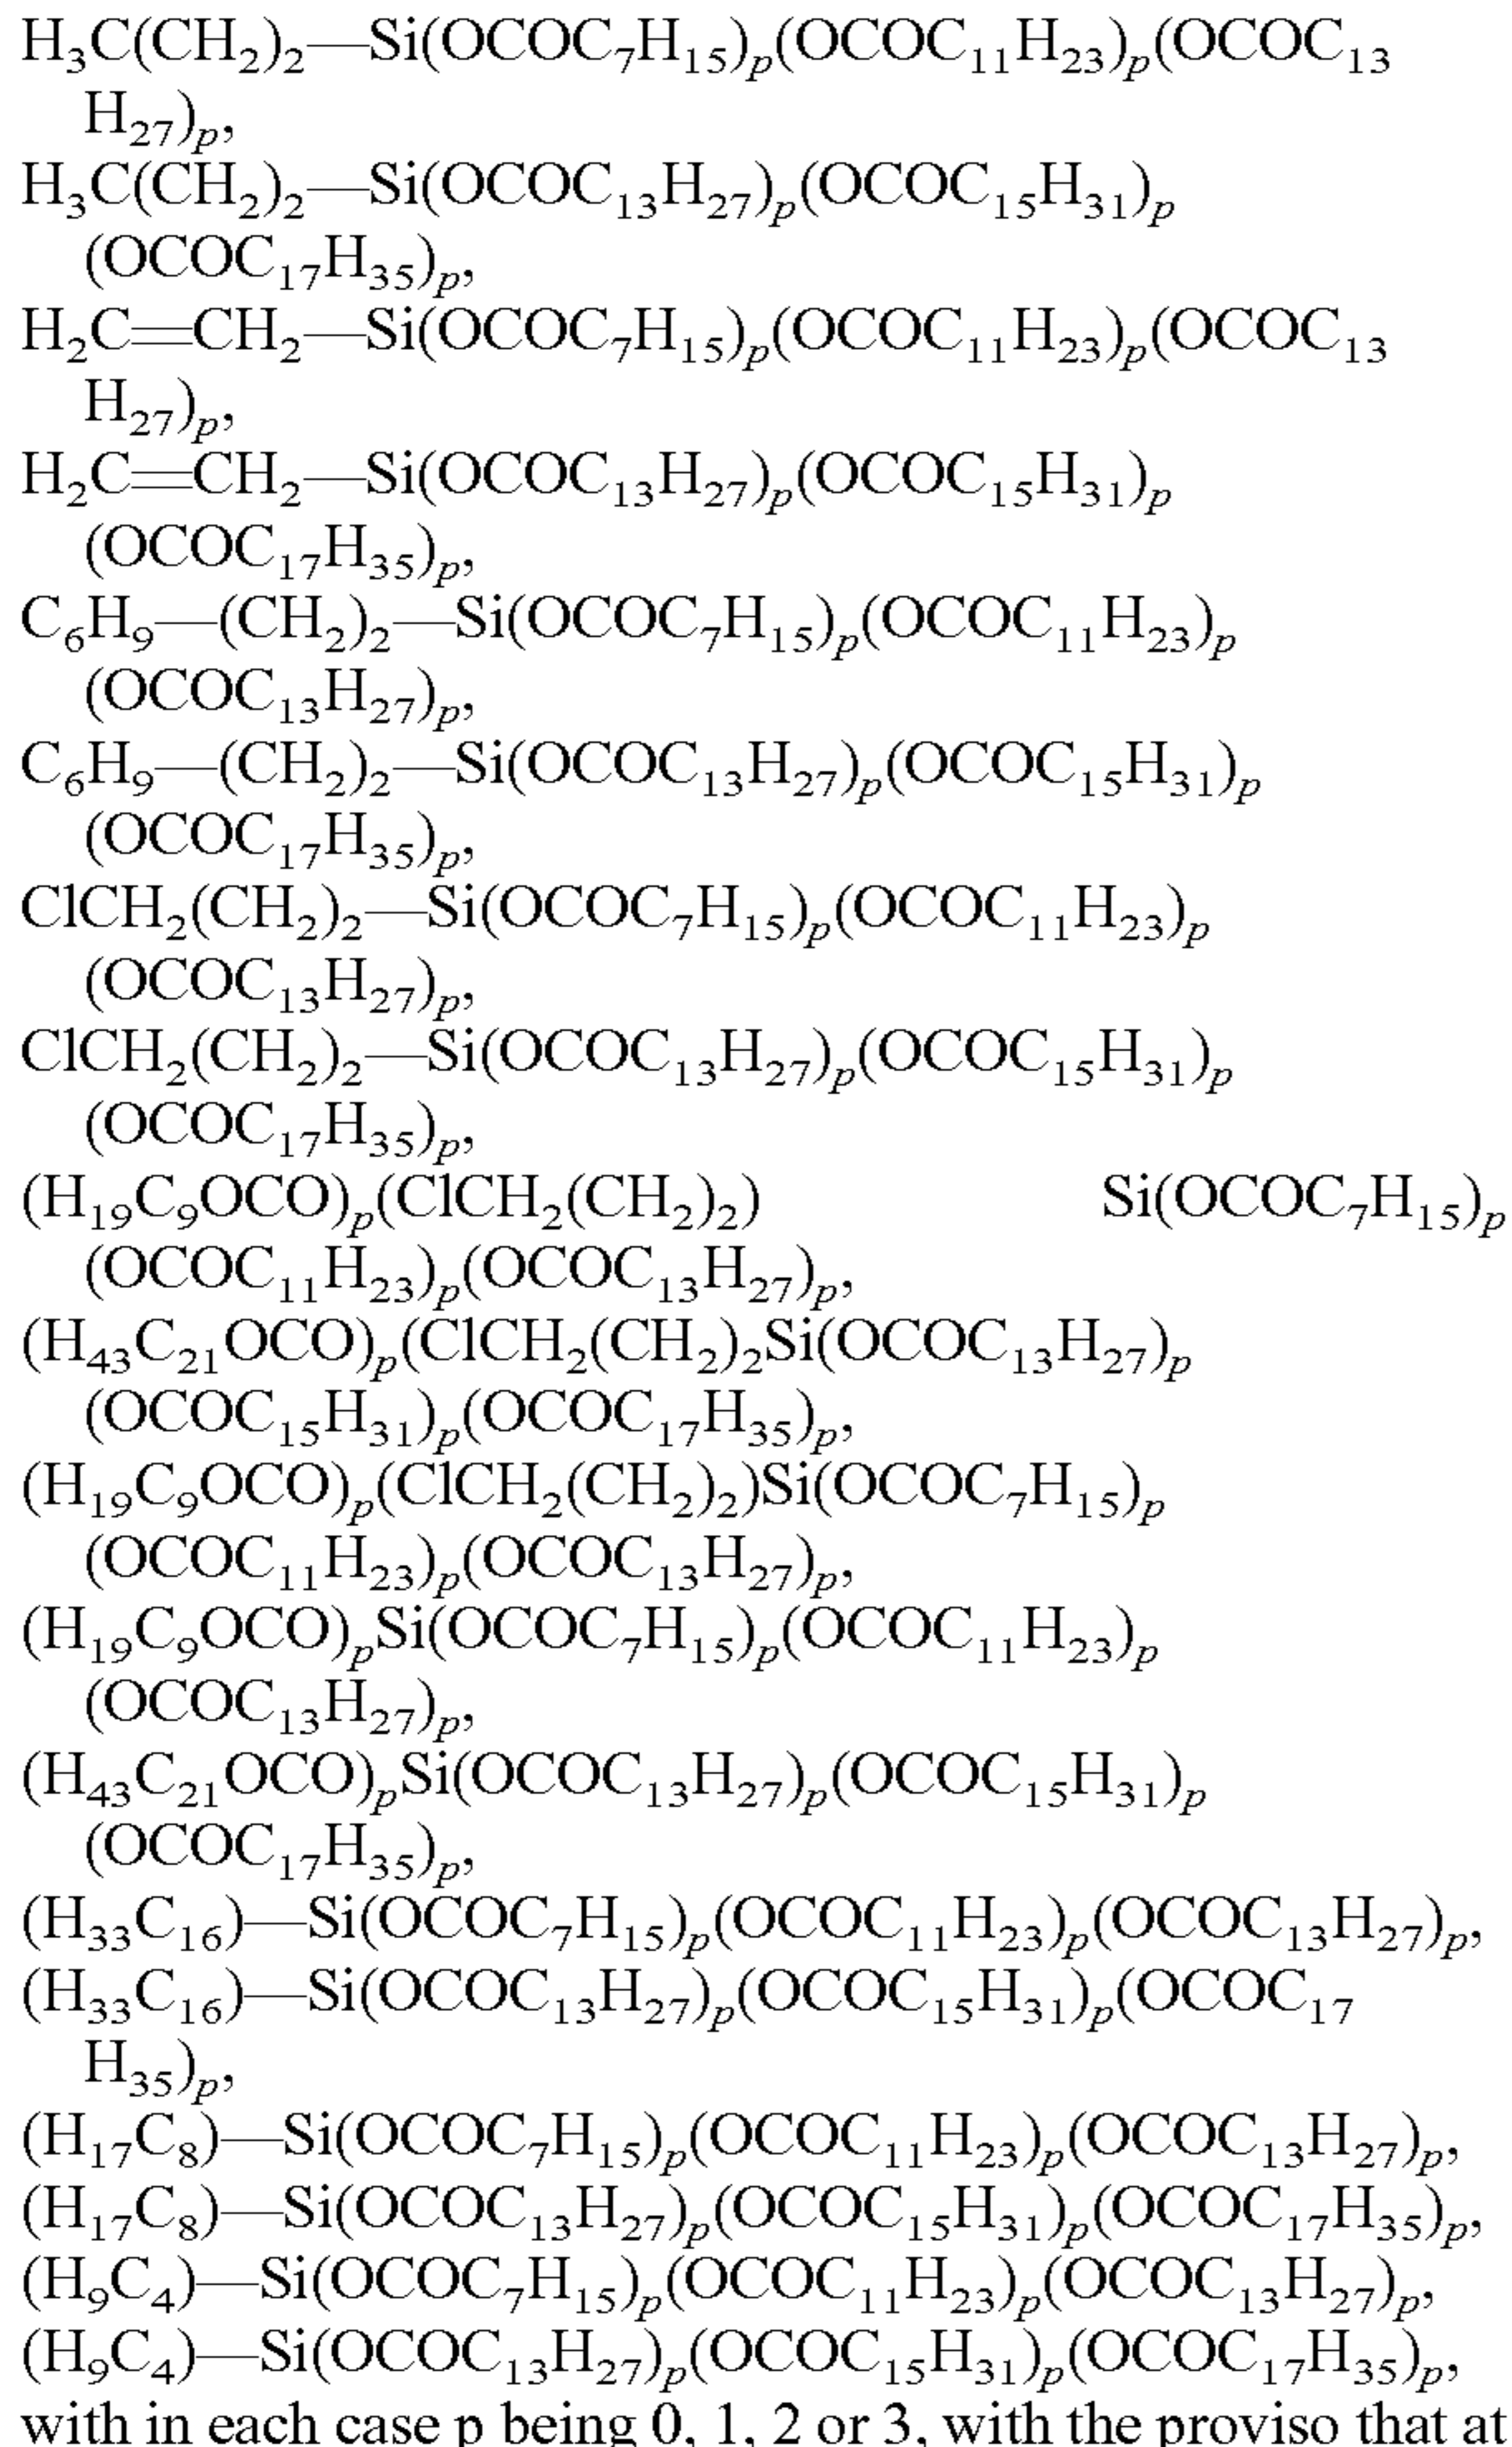 H₃C(CH₂)₂—Si(OCOC₇H₁₅)ₚ(OCOC₁₁H₂₃)ₚ(OCOC₁₃
H₂₇)ₚ,
H₃C(CH₂)₂—Si(OCOC₁₃H₂₇)ₚ(OCOC₁₅H₃₁)ₚ
(OCOC₁₇H₃₅)ₚ,
H₂C═CH₂—Si(OCOC₇H₁₅)ₚ(OCOC₁₁H₂₃)ₚ(OCOC₁₃
H₂₇)ₚ,
H₂C═CH₂—Si(OCOC₁₃H₂₇)ₚ(OCOC₁₅H₃₁)ₚ
(OCOC₁₇H₃₅)ₚ,
C₆H₉—(CH₂)₂—Si(OCOC₇H₁₅)ₚ(OCOC₁₁H₂₃)ₚ
(OCOC₁₃H₂₇)ₚ,
C₆H₉—(CH₂)₂—Si(OCOC₁₃H₂₇)ₚ(OCOC₁₅H₃₁)ₚ
(OCOC₁₇H₃₅)ₚ,
ClCH₂(CH₂)₂—Si(OCOC₇H₁₅)ₚ(OCOC₁₁H₂₃)ₚ
(OCOC₁₃H₂₇)ₚ,
ClCH₂(CH₂)₂—Si(OCOC₁₃H₂₇)ₚ(OCOC₁₅H₃₁)ₚ
(OCOC₁₇H₃₅)ₚ,
(H₁₉C₉OCO)ₚ(ClCH₂(CH₂)₂) Si(OCOC₇H₁₅)ₚ
(OCOC₁₁H₂₃)ₚ(OCOC₁₃H₂₇)ₚ,
(H₄₃C₂₁OCO)ₚ(ClCH₂(CH₂)₂Si(OCOC₁₃H₂₇)ₚ
(OCOC₁₅H₃₁)ₚ(OCOC₁₇H₃₅)ₚ,
(H₁₉C₉OCO)ₚ(ClCH₂(CH₂)₂)Si(OCOC₇H₁₅)ₚ
(OCOC₁₁H₂₃)ₚ(OCOC₁₃H₂₇)ₚ,
(H₁₉C₉OCO)ₚSi(OCOC₇H₁₅)ₚ(OCOC₁₁H₂₃)ₚ
(OCOC₁₃H₂₇)ₚ,
(H₄₃C₂₁OCO)ₚSi(OCOC₁₃H₂₇)ₚ(OCOC₁₅H₃₁)ₚ
(OCOC₁₇H₃₅)ₚ,
(H₃₃C₁₆)—Si(OCOC₇H₁₅)ₚ(OCOC₁₁H₂₃)ₚ(OCOC₁₃H₂₇)ₚ,
(H₃₃C₁₆)—Si(OCOC₁₃H₂₇)ₚ(OCOC₁₅H₃₁)ₚ(OCOC₁₇
H₃₅)ₚ,
(H₁₇C₈)—Si(OCOC₇H₁₅)ₚ(OCOC₁₁H₂₃)ₚ(OCOC₁₃H₂₇)ₚ,
(H₁₇C₈)—Si(OCOC₁₃H₂₇)ₚ(OCOC₁₅H₃₁)ₚ(OCOC₁₇H₃₅)ₚ,
(H₉C₄)—Si(OCOC₇H₁₅)ₚ(OCOC₁₁H₂₃)ₚ(OCOC₁₃H₂₇)ₚ,
(H₉C₄)—Si(OCOC₁₃H₂₇)ₚ(OCOC₁₅H₃₁)ₚ(OCOC₁₇H₃₅)ₚ,
with in each case p being 0, 1, 2 or 3, with the proviso that at